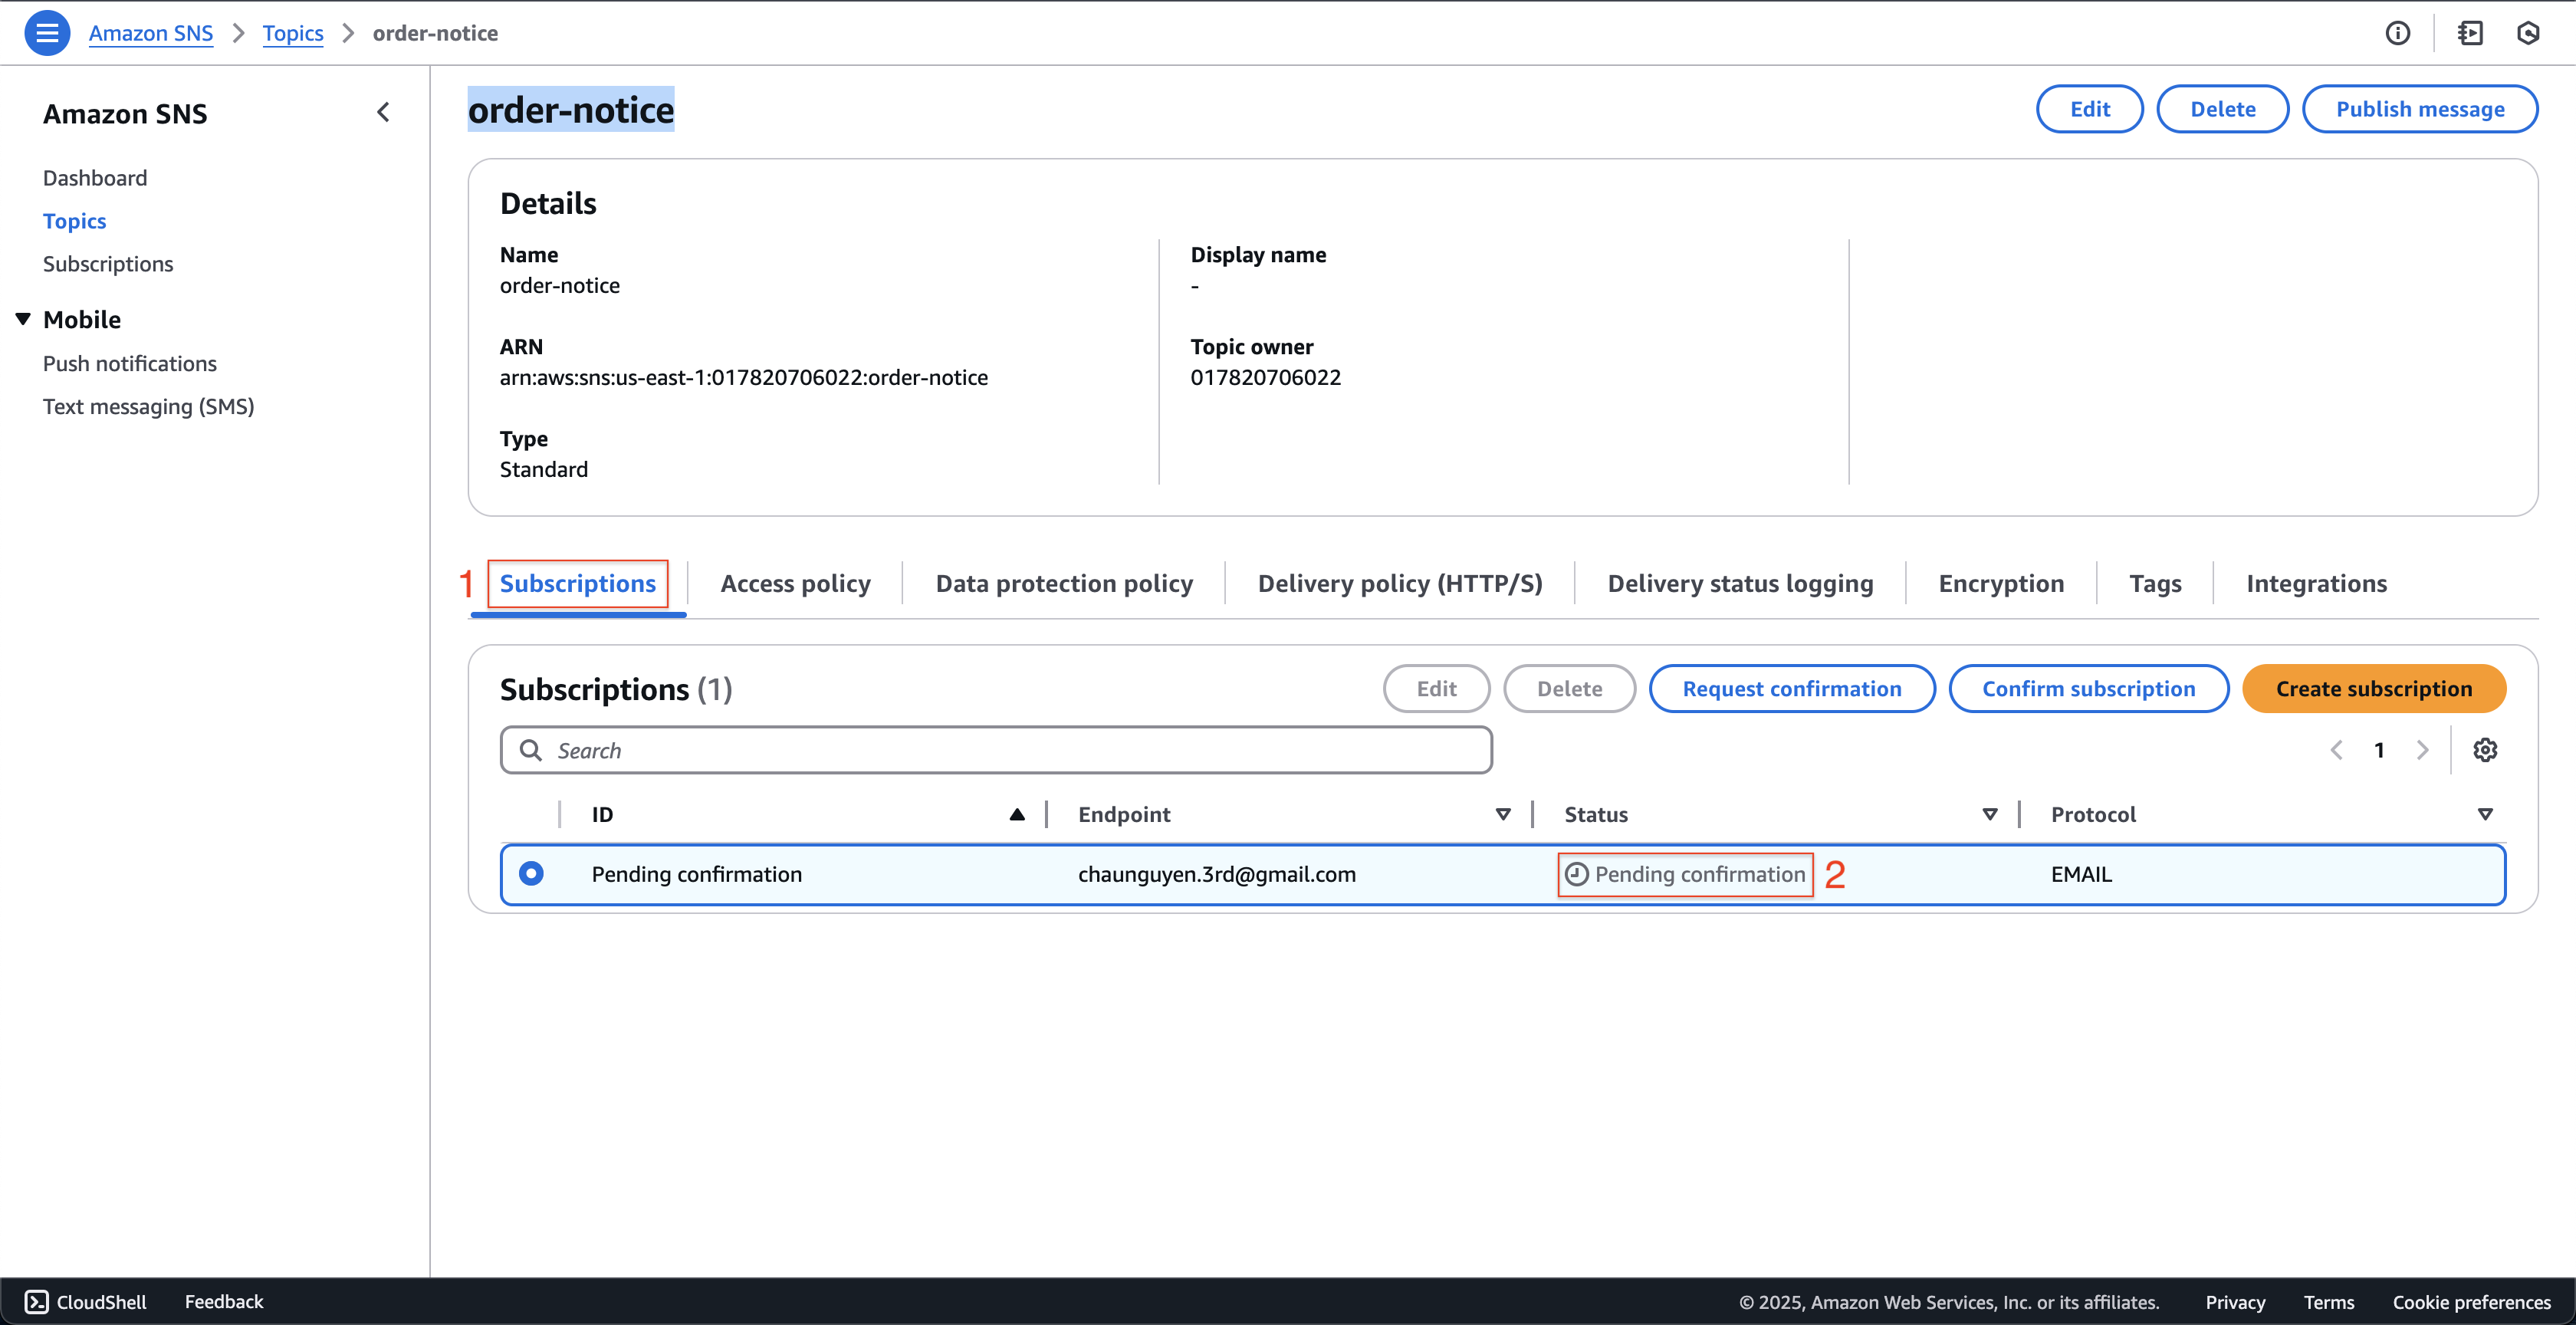 Amazon SNS > Topics > order-notice
Amazon SNS
Dashboard
Topics
Subscriptions
Mobile
Push notifications
Text messaging (SMS)
order-notice
Edit Delete Publish message
Details
Name
order-notice
Display name
-
ARN
arn:aws:sns:us-east-1:017820706022:order-notice
Topic owner
017820706022
Type
Standard
1 Subscriptions Access policy Data protection policy Delivery policy (HTTP/S) Delivery status logging Encryption Tags Integrations
Subscriptions (1) Edit Delete Request confirmation Confirm subscription Create subscription
Search 1
ID Endpoint Status Protocol
Pending confirmation chaunguyen.3rd@gmail.com Pending confirmation 2 EMAIL
CloudShell Feedback © 2025, Amazon Web Services, Inc. or its affiliates. Privacy Terms Cookie preferences